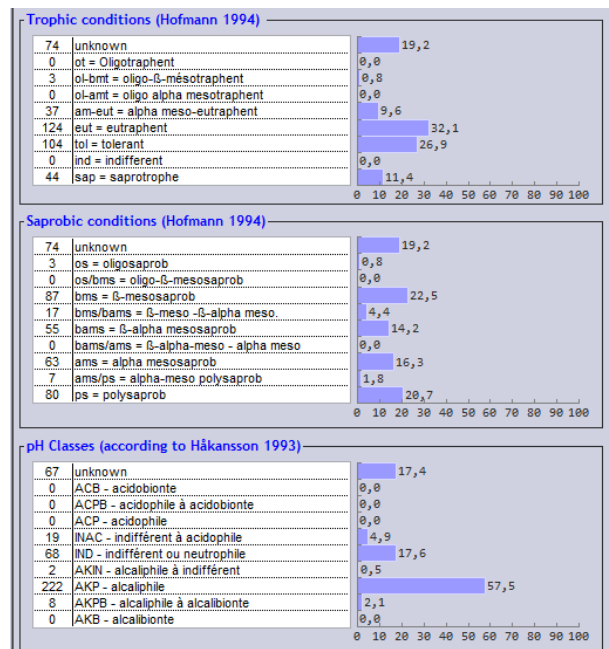 Trophic conditions (Hofmann 1994)
74 unknown 19,2
0 ot = Oligotraphent 0,0
3 ol-bmt = oligo-ß-mésotraphent 0,8
0 ol-amt = oligo alpha mesotraphent 0,0
37 am-eut = alpha meso-eutraphent 9,6
124 eut = eutraphent 32,1
104 tol = tolerant 26,9
0 ind = indifferent 0,0
44 sap = saprotrophe 11,4
0 10 20 30 40 50 60 70 80 90 100
Saprobic conditions (Hofmann 1994)
74 unknown 19,2
3 os = oligosaprob 0,8
0 os/bms = oligo-ß-mesosaprob 0,0
87 bms = ß-mesosaprob 22,5
17 bms/bams = ß-meso -ß-alpha meso. 4,4
55 bams = ß-alpha mesosaprob 14,2
0 bams/ams = ß-alpha-meso - alpha meso 0,0
63 ams = alpha mesosaprob 16,3
7 ams/ps = alpha-meso polysaprob 1,8
80 ps = polysaprob 20,7
0 10 20 30 40 50 60 70 80 90 100
pH Classes (according to Håkansson 1993)
67 unknown 17,4
0 ACB - acidobionte 0,0
0 ACPB - acidophile à acidobionte 0,0
0 ACP - acidophile 0,0
19 INAC - indifférent à acidophile 4,9
68 IND - indifférent ou neutrophile 17,6
2 AKIN - alcaliphile à indifférent 0,5
222 AKP - alcaliphile 57,5
8 AKPB - alcaliphile à alcalibionte 2,1
0 AKB - alcalibionte 0,0
0 10 20 30 40 50 60 70 80 90 100